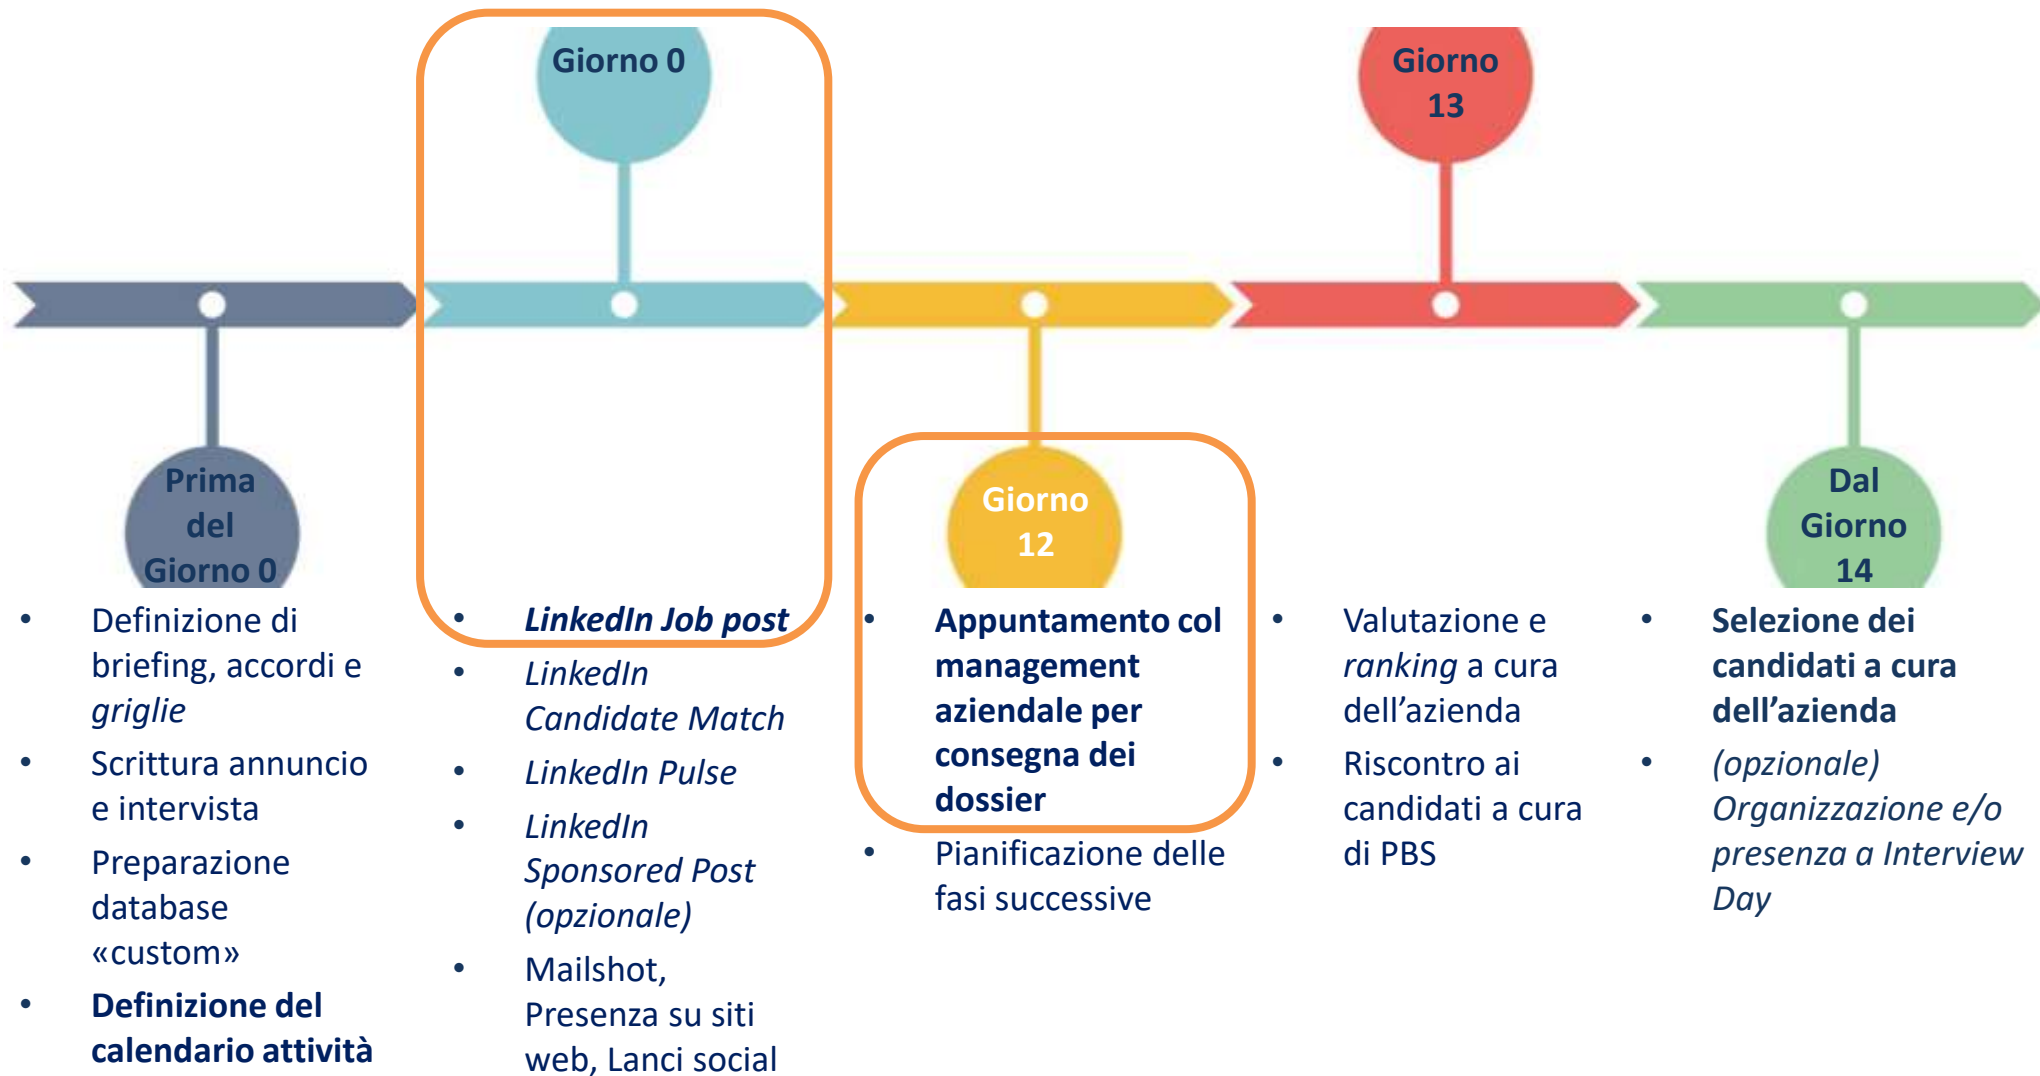 Giorno 0
Giorno
13
Prima
del
Giorno 0
Giorno
12
Dal
Giorno
14
• Definizione di
briefing, accordi e
griglie
• Scrittura annuncio
e intervista
• Preparazione
database
«custom»
• Definizione del
calendario attività
• LinkedIn Job post
• LinkedIn
Candidate Match
• LinkedIn Pulse
• LinkedIn
Sponsored Post
(opzionale)
• Mailshot,
Presenza su siti
web, Lanci social
• Appuntamento col
management
aziendale per
consegna dei
dossier
• Pianificazione delle
fasi successive
• Valutazione e
ranking a cura
dell’azienda
• Riscontro ai
candidati a cura
di PBS
• Selezione dei
candidati a cura
dell’azienda
• (opzionale)
Organizzazione e/o
presenza a Interview
Day